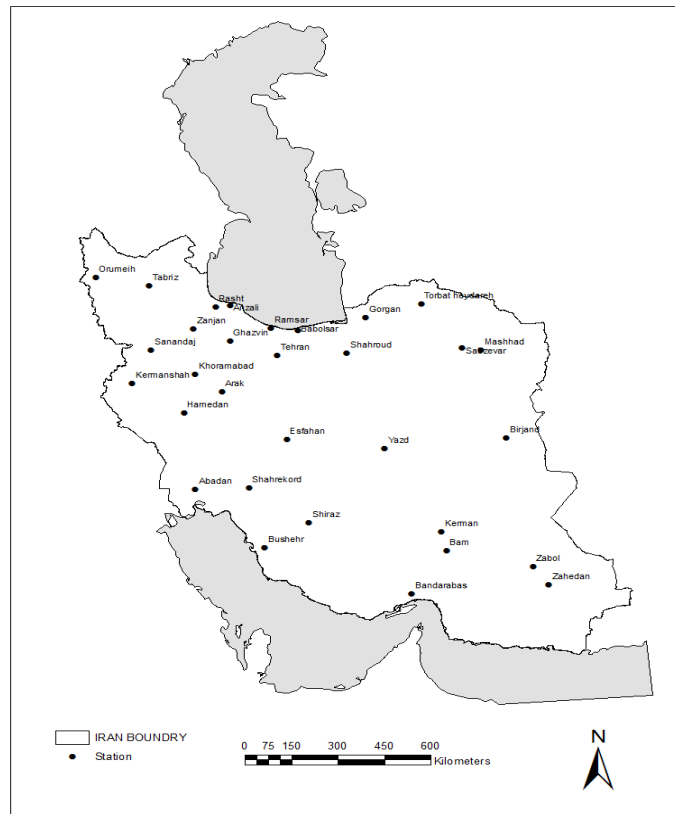 Orumeih
Tabriz
Rasht
Anzali
Torbat heydareh
Gorgan
Zanjan
Ramsar
Babolsar
Ghazvin
Sanandaj
Tehran
Shahroud
Mashhad
Sabzevar
Kermanshah
Khoramabad
Arak
Hamedan
Esfahan
Yazd
Birjand
Abadan
Shahrekord
Shiraz
Kerman
Bushehr
Bam
Zabol
Zahedan
Bandarabas
IRAN BOUNDRY
Station
0 75 150 300 450 600
Kilometers
N